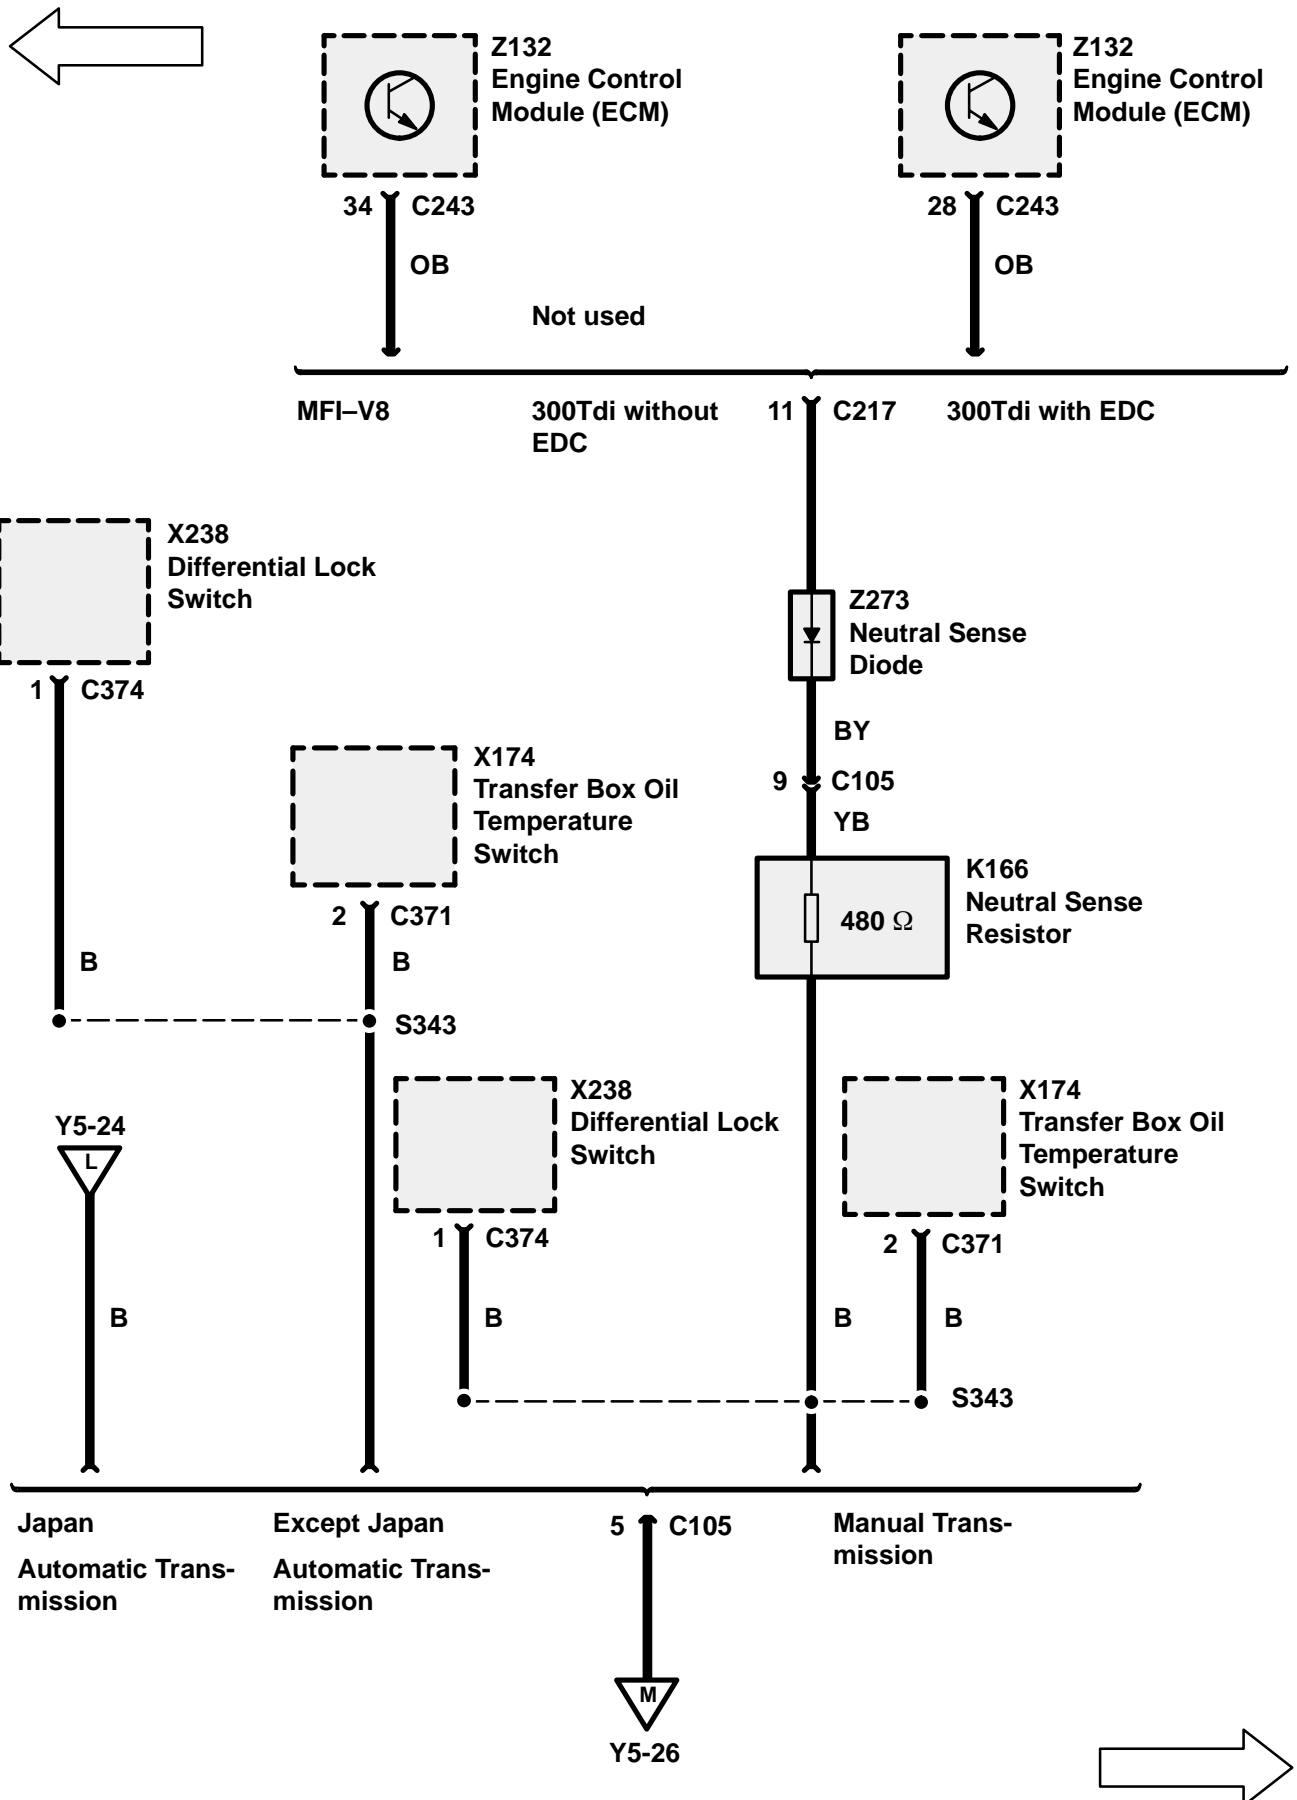 Z132
Engine Control
Module (ECM)
Z132
Engine Control
Module (ECM)
34 C243
28 C243
OB
OB
Not used
MFI–V8
300Tdi without
EDC
11 C217
300Tdi with EDC
X238
Differential Lock
Switch
1 C374
Z273
Neutral Sense
Diode
BY
9 C105
YB
X174
Transfer Box Oil
Temperature
Switch
2 C371
K166
Neutral Sense
Resistor
480 Ω
B
B
S343
Y5-24
L
X238
Differential Lock
Switch
1 C374
X174
Transfer Box Oil
Temperature
Switch
2 C371
B
B
B
B
S343
Japan
Automatic Trans-
mission
Except Japan
Automatic Trans-
mission
5 C105
Manual Trans-
mission
M
Y5-26